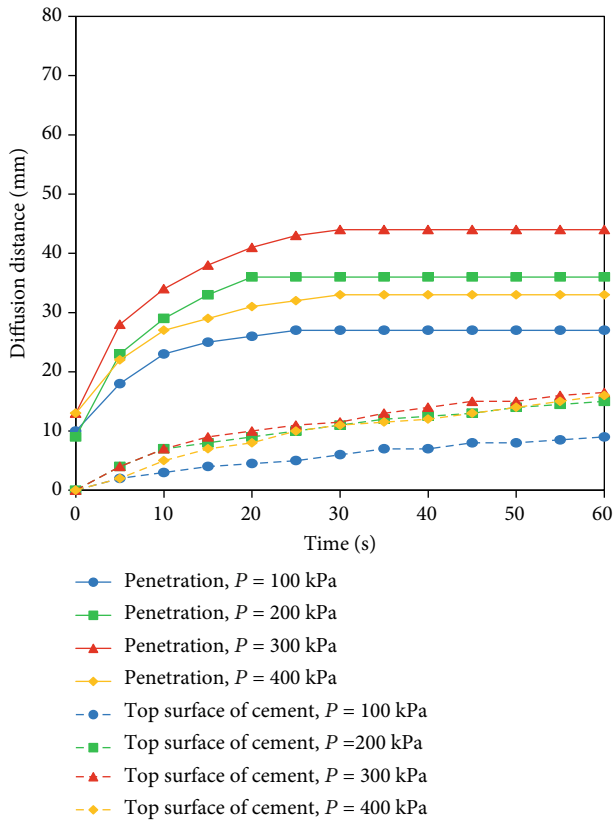 80
70
60
50
40
30
20
10
0
Diffusion distance (mm)
0 10 20 30 40 50 60
Time (s)
Penetration, P = 100 kPa
Penetration, P = 200 kPa
Penetration, P = 300 kPa
Penetration, P = 400 kPa
Top surface of cement, P = 100 kPa
Top surface of cement, P =200 kPa
Top surface of cement, P = 300 kPa
Top surface of cement, P = 400 kPa